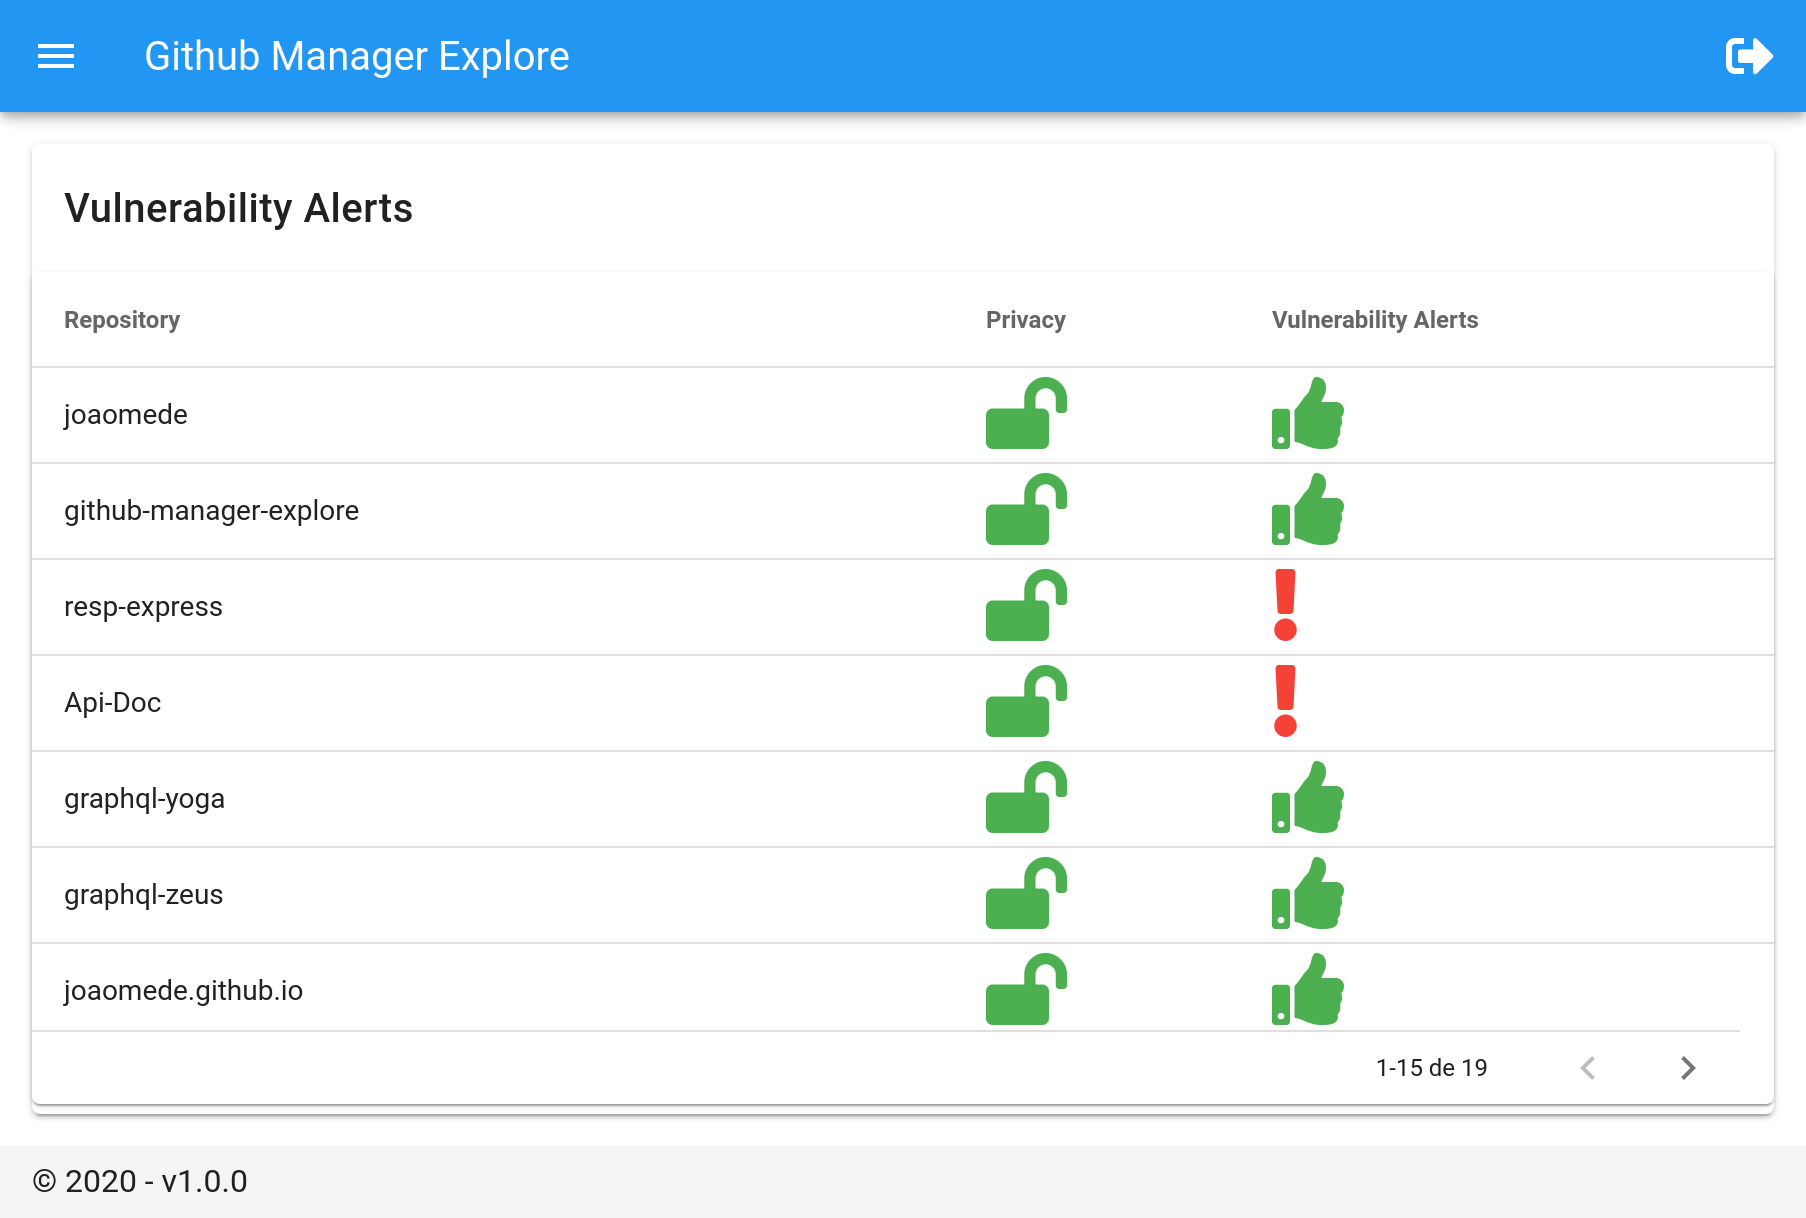 Github Manager Explore
Vulnerability Alerts
Repository Privacy Vulnerability Alerts
joaomede
github-manager-explore
resp-express
Api-Doc
graphql-yoga
graphql-zeus
joaomede.github.io
1-15 de 19
© 2020 - v1.0.0